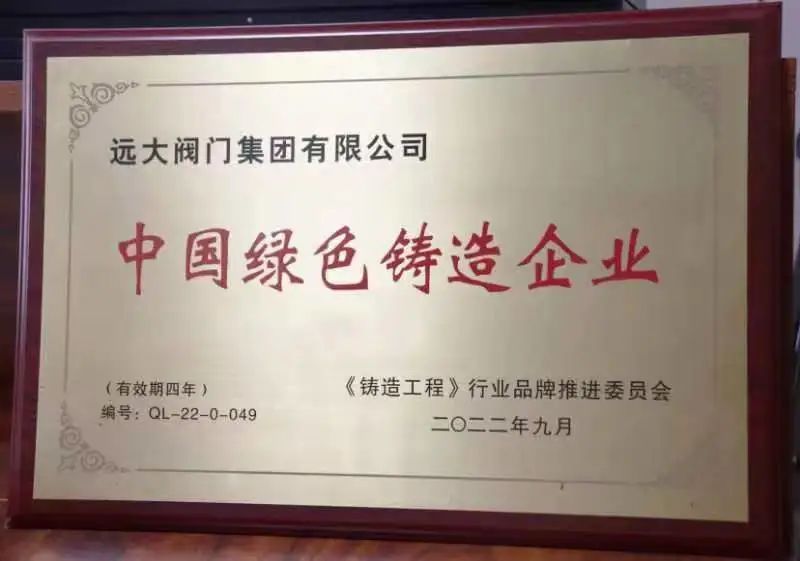 远大阀门集团有限公司
中国绿色铸造企业
（有效期四年）
编号：QL-22-0-049
《铸造工程》行业品牌推进委员会
二〇二二年九月